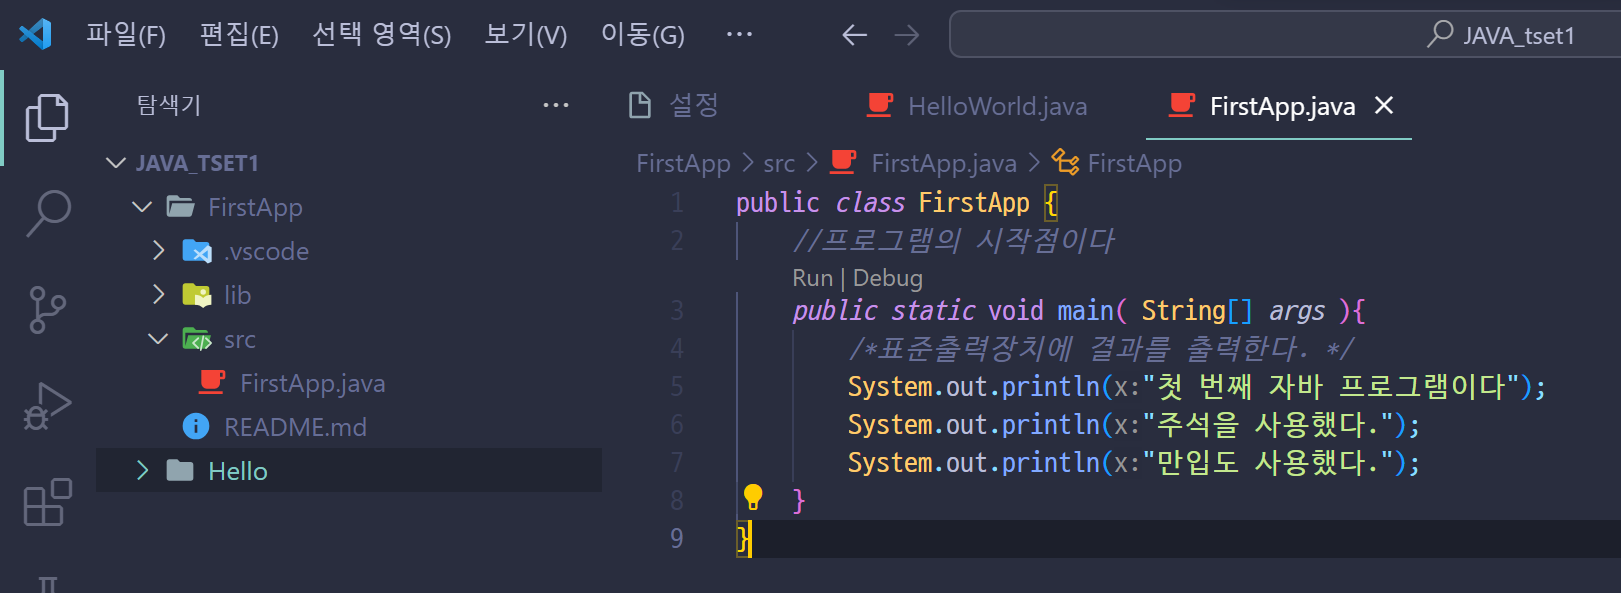 파일(F) 편집(E) 선택 영역(S) 보기(V) 이동(G) ··· JAVA_tset1
탐색기 ···
설정 HelloWorld.java FirstApp.java
JAVA_TSET1
FirstApp
.vscode
lib
src
FirstApp.java
README.md
Hello
FirstApp > src > FirstApp.java > FirstApp
1 public class FirstApp {
2 //프로그램의 시작점이다
Run | Debug
3 public static void main( String[] args ){
4 /*표준출력장치에 결과를 출력한다. */
5 System.out.println(x:"첫 번째 자바 프로그램이다");
6 System.out.println(x:"주석을 사용했다.");
7 System.out.println(x:"만입도 사용했다.");
8 }
9 }